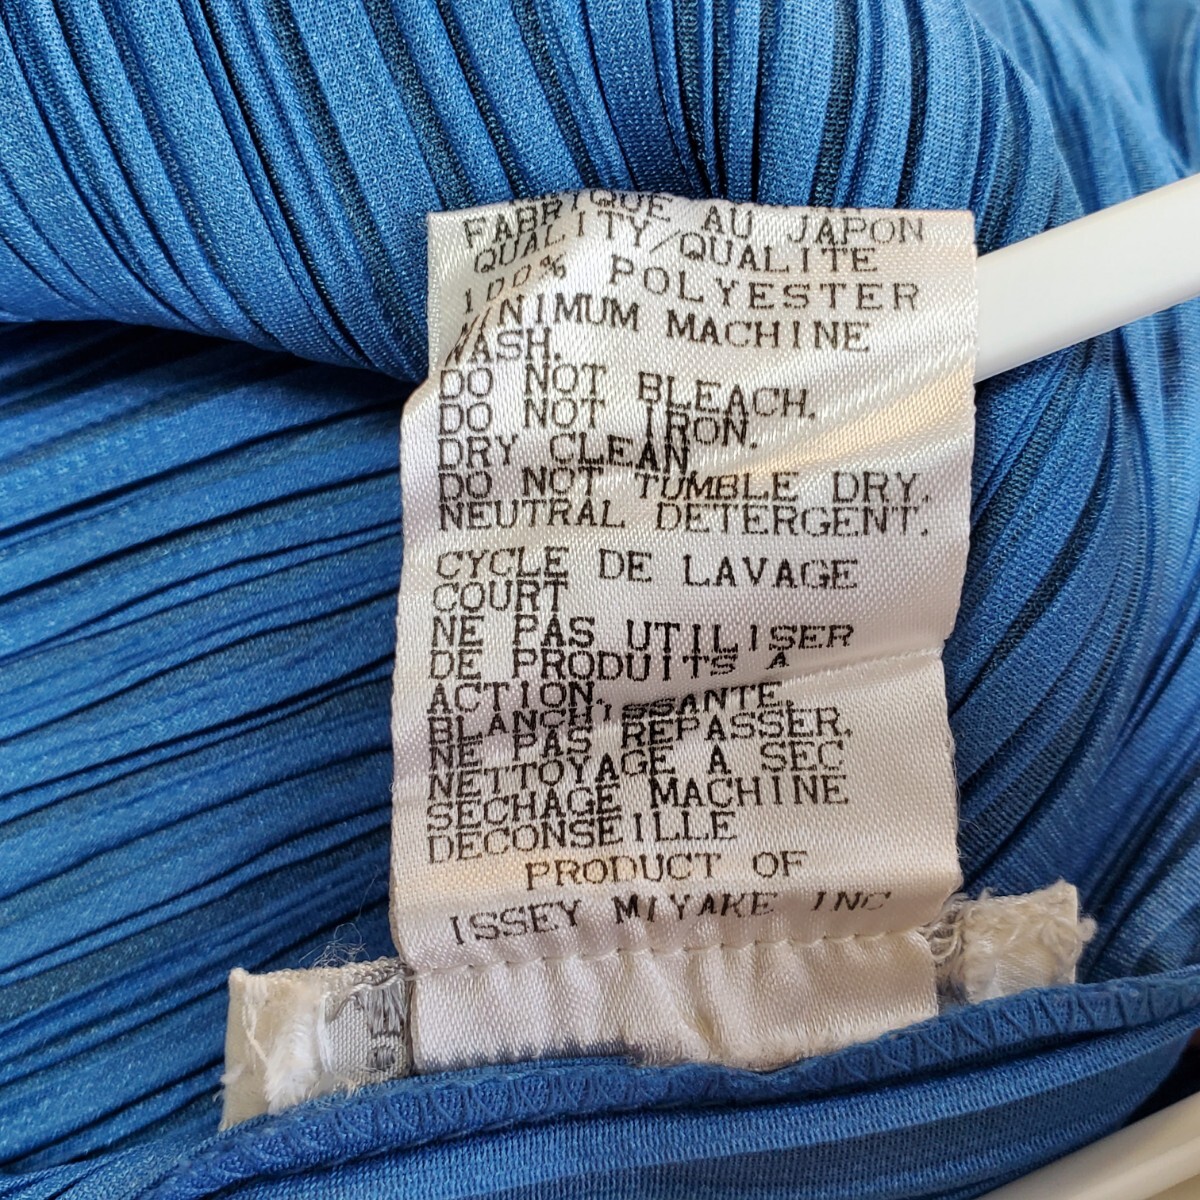 FABRIQUE AU JAPON
QUALITY/QUALITE
100% POLYESTER
MINIMUM MACHINE
WASH.
DO NOT BLEACH.
DO NOT IRON.
DRY CLEAN
DO NOT TUMBLE DRY.
NEUTRAL DETERGENT.
CYCLE DE LAVAGE
COURT
NE PAS UTILISER
DE PRODUITS A
ACTION.
BLANCHISSANTE.
NE PAS REPASSER.
NETTOYAGE A SEC
SECHAGE MACHINE
DECONSEILLE
PRODUCT OF
ISSEY MIYAKE INC